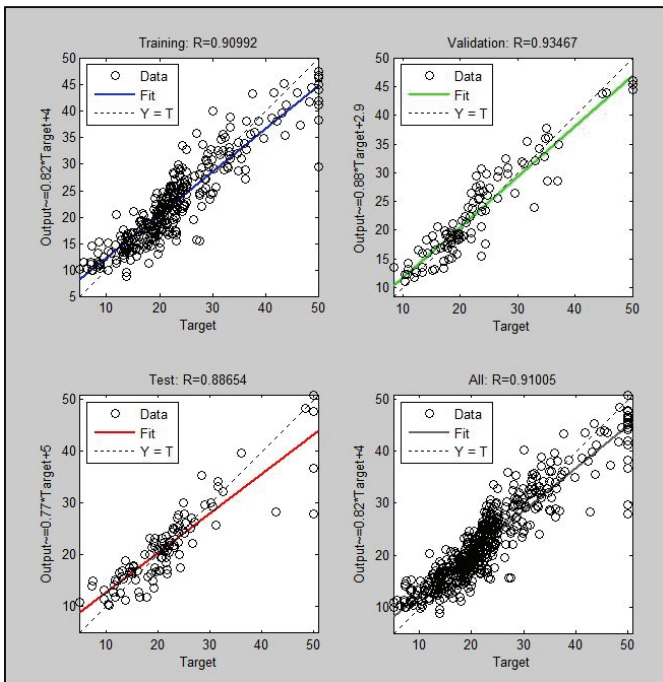 Training: R=0.90992
Output~=0.82*Target+4
50
45
40
35
30
25
20
15
10
5
Data
Fit
Y = T
10 20 30 40 50
Target
Validation: R=0.93467
Output~=0.88*Target+2.9
50
45
40
35
30
25
20
15
10
Data
Fit
Y = T
10 20 30 40 50
Target
Test: R=0.88654
Output~=0.77*Target+5
50
40
30
20
10
Data
Fit
Y = T
10 20 30 40 50
Target
All: R=0.91005
Output~=0.82*Target+4
50
40
30
20
10
Data
Fit
Y = T
10 20 30 40 50
Target